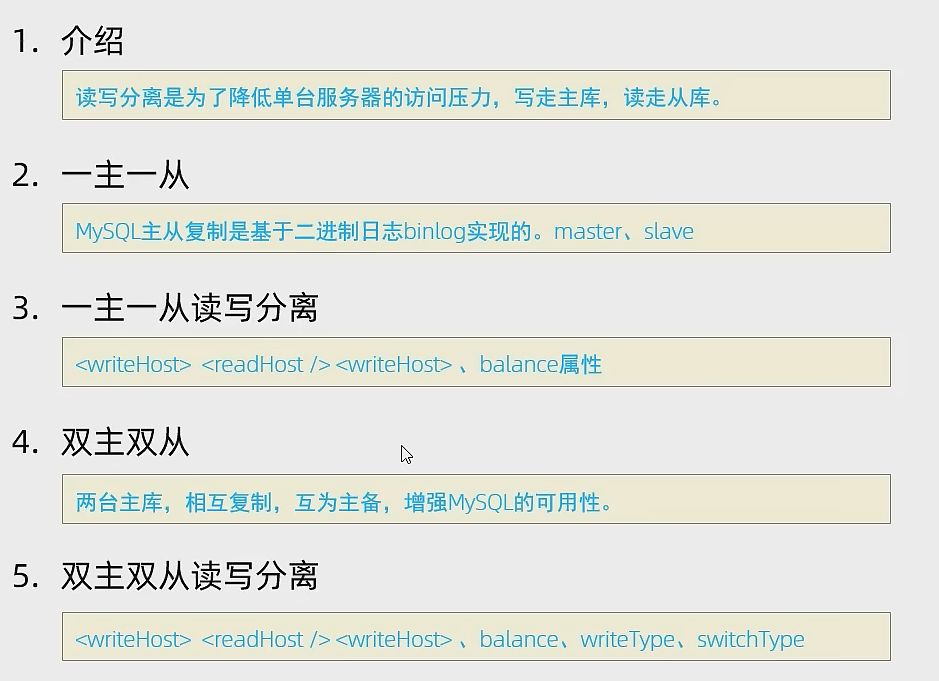 1. 介绍
读写分离是为了降低单台服务器的访问压力，写走主库，读走从库。
2. 一主一从
MySQL主从复制是基于二进制日志binlog实现的。master、slave
3. 一主一从读写分离
<writeHost> <readHost /> <writeHost> 、balance属性
4. 双主双从
两台主库，相互复制，互为主备，增强MySQL的可用性。
5. 双主双从读写分离
<writeHost> <readHost /> <writeHost> 、balance、writeType、switchType